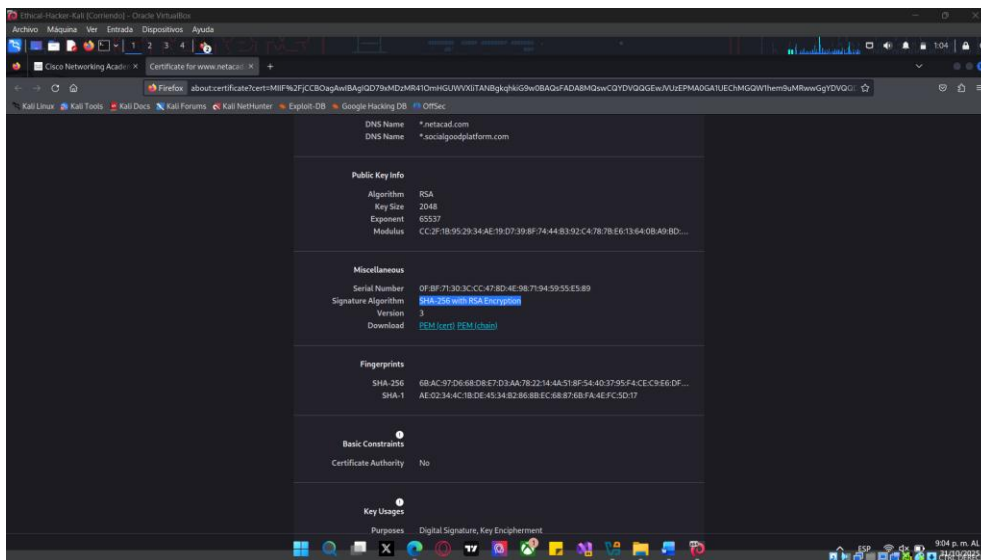 Ethical-Hacker-Kali [Corriendo] - Oracle VirtualBox
Archivo Máquina Ver Entrada Dispositivos Ayuda
1 2 3 4
1:04
Cisco Networking Academ × Certificate for www.netacad. × +
Firefox
Kali Linux Kali Tools Kali Docs Kali Forums Kali NetHunter Exploit-DB Google Hacking DB OffSec
DNS Name *.netacad.com
DNS Name *.socialgoodplatform.com
Public Key Info
Algorithm RSA
Key Size 2048
Exponent 65537
Modulus CC:2F:1B:95:29:34:AE:19:D7:39:8F:74:44:B3:92:C4:78:7B:E6:13:64:0B:A9:BD:...
Miscellaneous
Serial Number 0F:BF:71:30:3C:CC:47:8D:4E:98:71:94:59:55:E5:89
Signature Algorithm SHA-256 with RSA Encryption
Version 3
Download PEM (cert) PEM (chain)
Fingerprints
SHA-256 6B:AC:97:D6:68:D8:E7:D3:AA:78:22:14:4A:51:8F:54:40:37:95:F4:CE:C9:E6:DF...
SHA-1 AE:02:34:4C:1B:DE:45:34:B2:86:8B:EC:68:87:6B:FA:4E:FC:5D:17
Basic Constraints
Certificate Authority No
Key Usages
Purposes Digital Signature, Key Encipherment
ESP
9:04 p. m. AL
31/10/2025